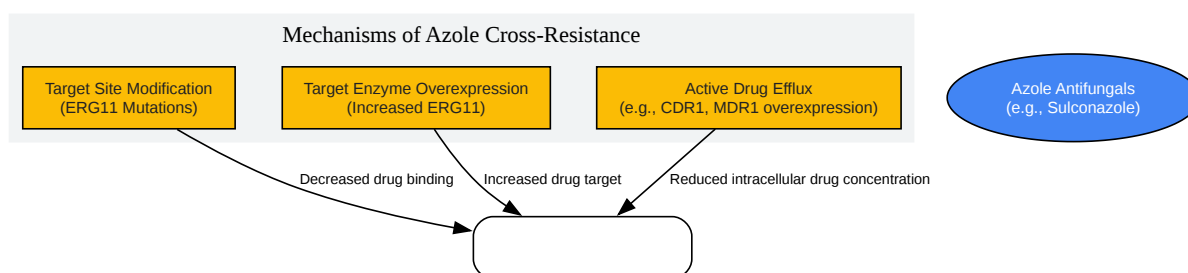 Mechanisms of Azole Cross-Resistance
Target Site Modification
(ERG11 Mutations)
Target Enzyme Overexpression
(Increased ERG11)
Active Drug Efflux
(e.g., CDR1, MDR1 overexpression)
Azole Antifungals
(e.g., Sulconazole)
Decreased drug binding
Increased drug target
Reduced intracellular drug concentration